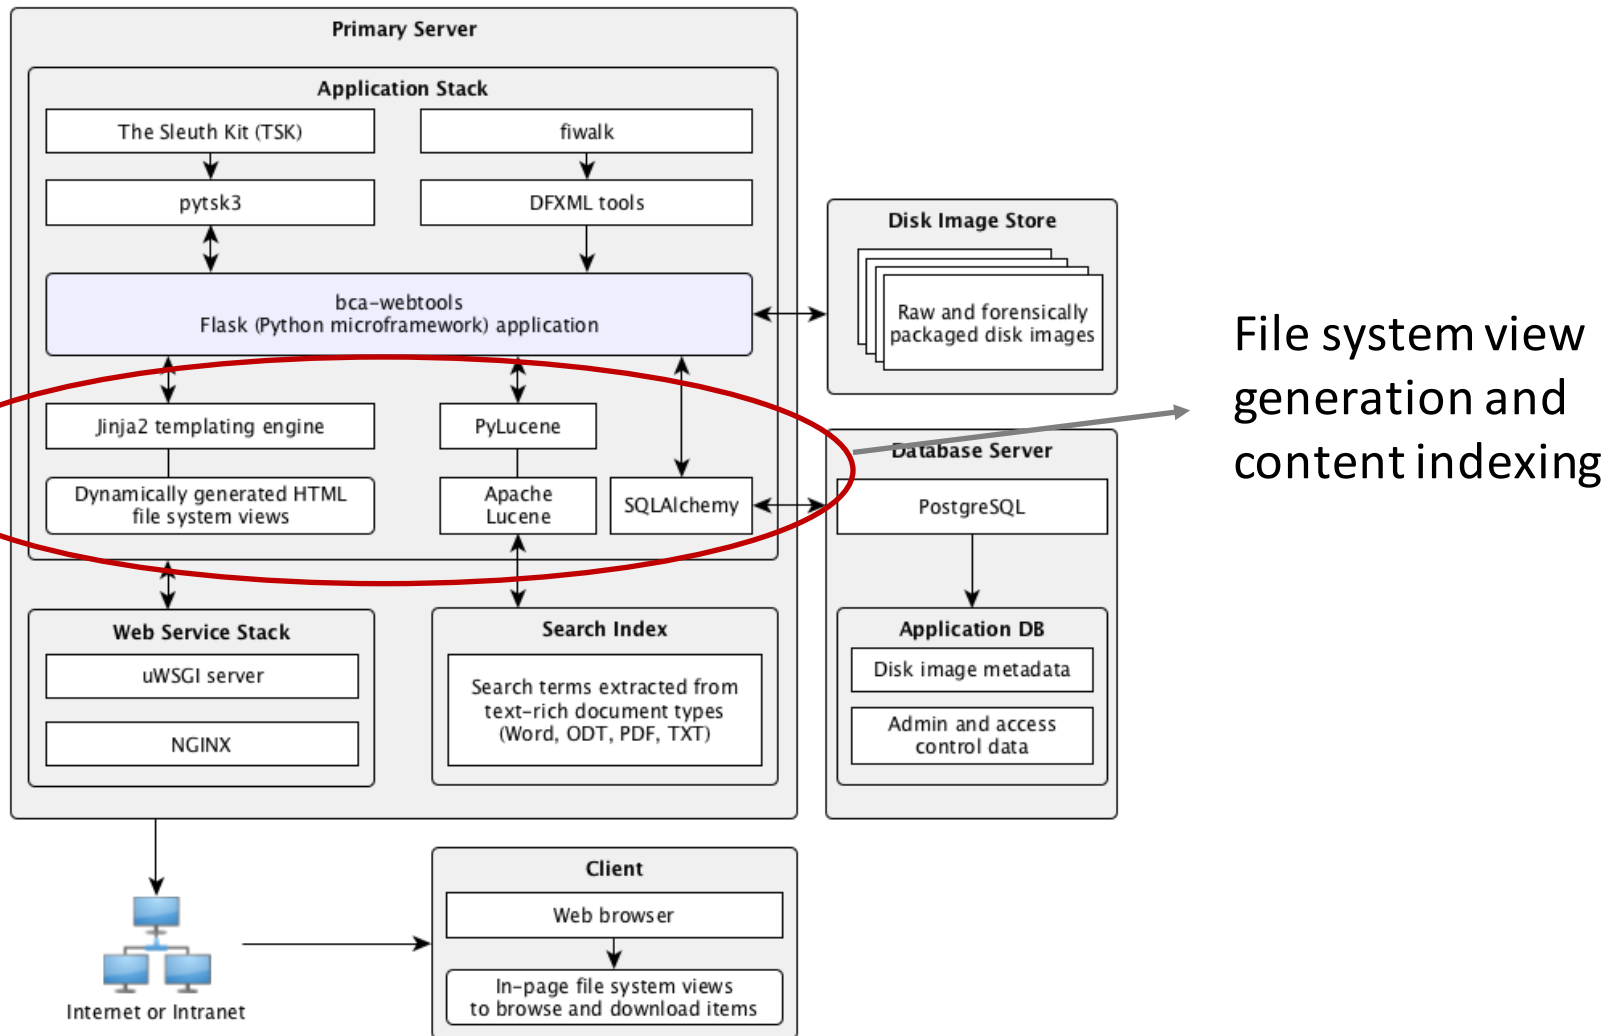 Primary Server
Application Stack
The Sleuth Kit (TSK)
fiwalk
pytsk3
DFXML tools
bca-webtools
Flask (Python microframework) application
Jinja2 templating engine
PyLucene
Dynamically generated HTML
file system views
Apache
Lucene
SQLAlchemy
Web Service Stack
uWSGI server
NGINX
Search Index
Search terms extracted from
text-rich document types
(Word, ODT, PDF, TXT)
Disk Image Store
Raw and forensically
packaged disk images
Database Server
PostgreSQL
Application DB
Disk image metadata
Admin and access
control data
File system view
generation and
content indexing
Internet or Intranet
Client
Web browser
In-page file system views
to browse and download items